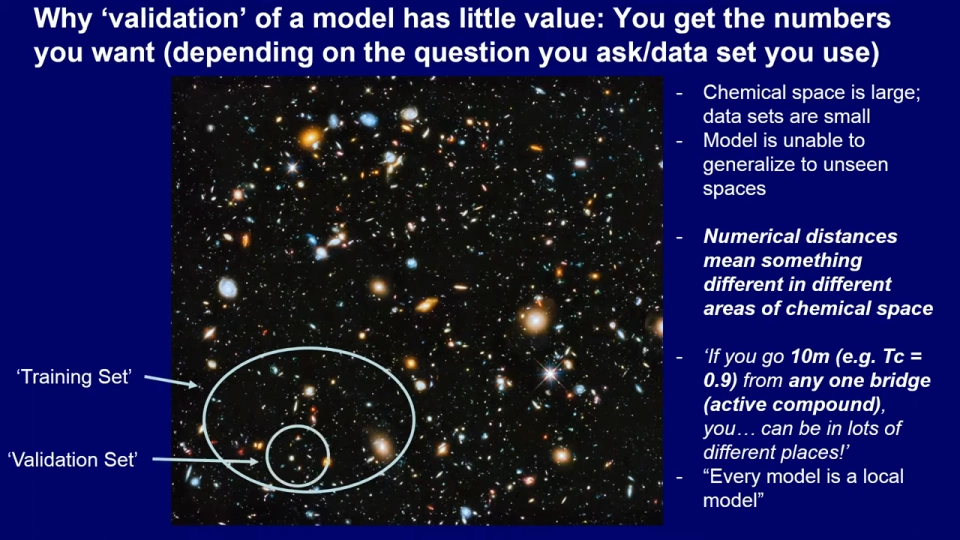 Why ‘validation’ of a model has little value: You get the numbers
you want (depending on the question you ask/data set you use)
- Chemical space is large;
data sets are small
- Model is unable to
generalize to unseen
spaces
- Numerical distances
mean something
different in different
areas of chemical space
- ‘If you go 10m (e.g. Tc =
0.9) from any one bridge
(active compound),
you… can be in lots of
different places!’
- “Every model is a local
model”
‘Training Set’
‘Validation Set’